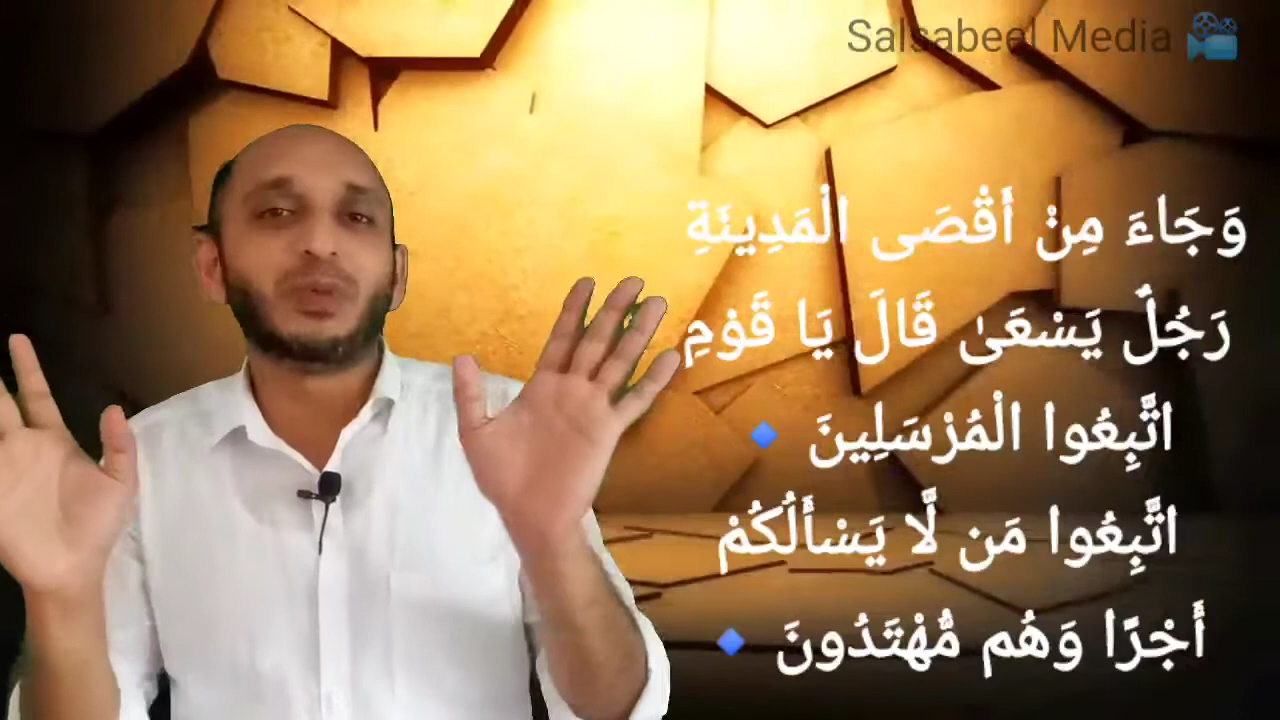 Salsabeel Media
وَجَاءَ مِنْ أَقْصَى الْمَدِينَةِ
رَجُلٌ يَسْعَىٰ قَالَ يَا قَوْمِ
اتَّبِعُوا الْمُرْسَلِينَ
اتَّبِعُوا مَن لَّا يَسْأَلُكُمْ
أَجْرًا وَهُم مُّهْتَدُونَ